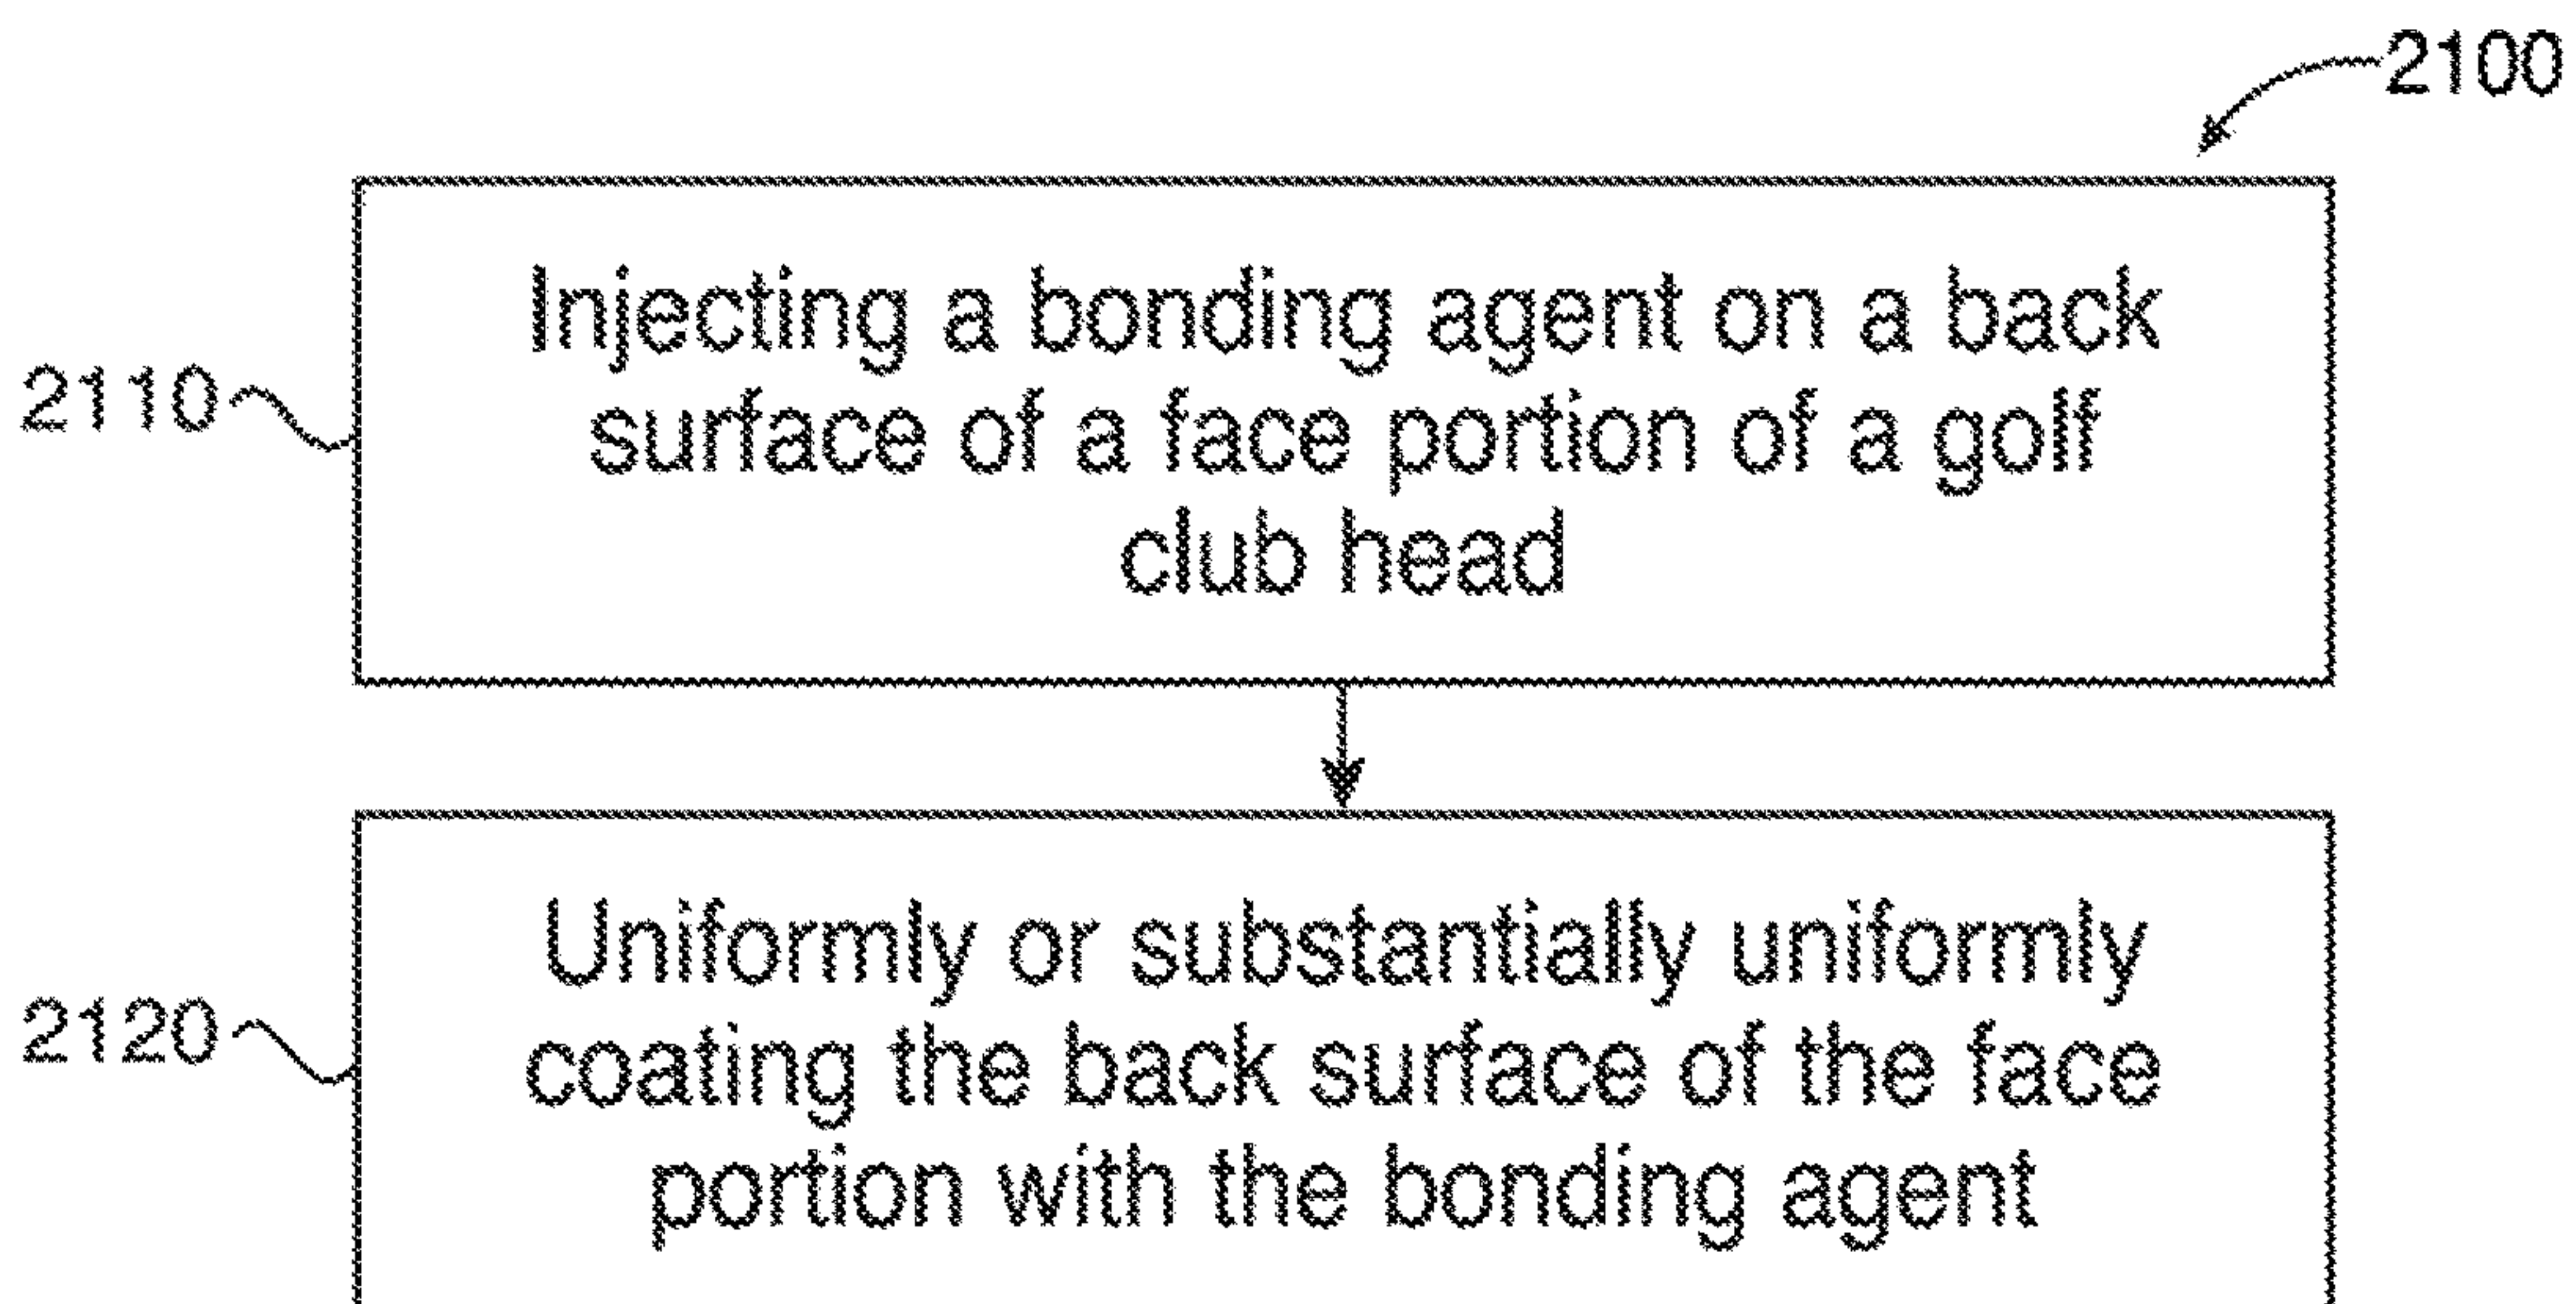 2100
Injecting a bonding agent on a back
surface of a face portion of a golf
club head
2110
Uniformly or substantially uniformly
coating the back surface of the face
portion with the bonding agent
2120